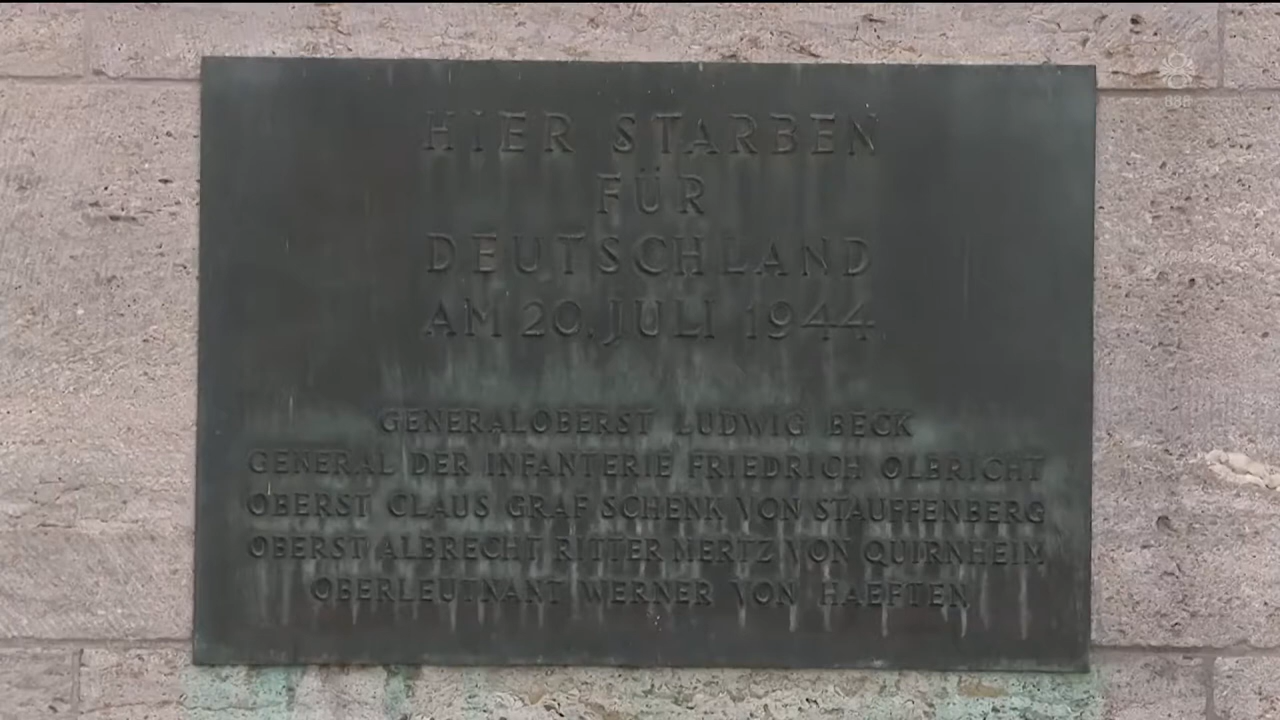 888
HIER STARBEN
FÜR
DEUTSCHLAND
AM 20. JULI 1944
GENERALOBERST LUDWIG BECK
GENERAL DER INFANTERIE FRIEDRICH OLBRICHT
OBERST CLAUS GRAF SCHENK VON STAUFFENBERG
OBERST ALBRECHT RITTER MERTZ VON QUIRNHEIM
OBERLEUTNANT WERNER VON HAEFTEN